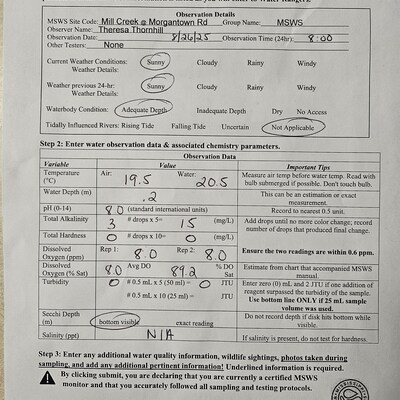 Observation Details
MSWS Site Code: Mill Creek @ Morgantown Rd Group Name: MSWS
Observer Name: Theresa Thornhill
Observation Date: 8/26/25 Observation Time (24hr): 8:00
Other Testers: None
Current Weather Conditions: Sunny Cloudy Rainy Windy
Weather Details:
Weather previous 24-hr: Sunny Cloudy Rainy Windy
Weather Details:
Waterbody Condition: Adequate Depth Inadequate Depth Dry No Access
Tidally Influenced Rivers: Rising Tide Falling Tide Uncertain Not Applicable
Step 2: Enter water observation data & associated chemistry parameters.
Observation Data
Variable Value Important Tips
Temperature (°C) Air: 19.5 Water: 20.5 Measure air temp before water temp. Read with bulb submerged if possible. Don't touch bulb.
Water Depth (m) .2 This can be an estimation or exact measurement.
pH (0-14) 8.0 (standard international units) Record to nearest 0.5 unit.
Total Alkalinity 3 # drops x 5= 15 (mg/L) Add drops until no more color change; record number of drops that produced final change.
Total Hardness 0 # drops x 10= 0 (mg/L)
Dissolved Oxygen (ppm) Rep 1: 8.0 Rep 2: 8.0 Ensure the two readings are within 0.6 ppm.
Dissolved Oxygen (% Sat) 8.0 Avg DO 89.2 % DO Sat Estimate from chart that accompanied manual.
Turbidity 0 # 0.5 mL x 5 (50 ml) = 0 JTU Enter zero (0) mL and 2 JTU if one addition of reagent surpassed the turbidity of the sample.
# 0.5 mL x 10 (25 ml) = JTU Use bottom line ONLY if 25 mL sample volume was used.
Secchi Depth (m) bottom visible exact reading Do not record depth if disk hits bottom while visible.
Salinity (ppt) N/A If salinity is present, do not test for hardness.
Step 3: Enter any additional water quality information, wildlife sightings, photos taken during
sampling, and add any additional pertinent information! Underlined information is required.
By clicking submit, you are declaring that you are currently a certified MSWS
monitor and that you accurately followed all sampling and testing protocols.